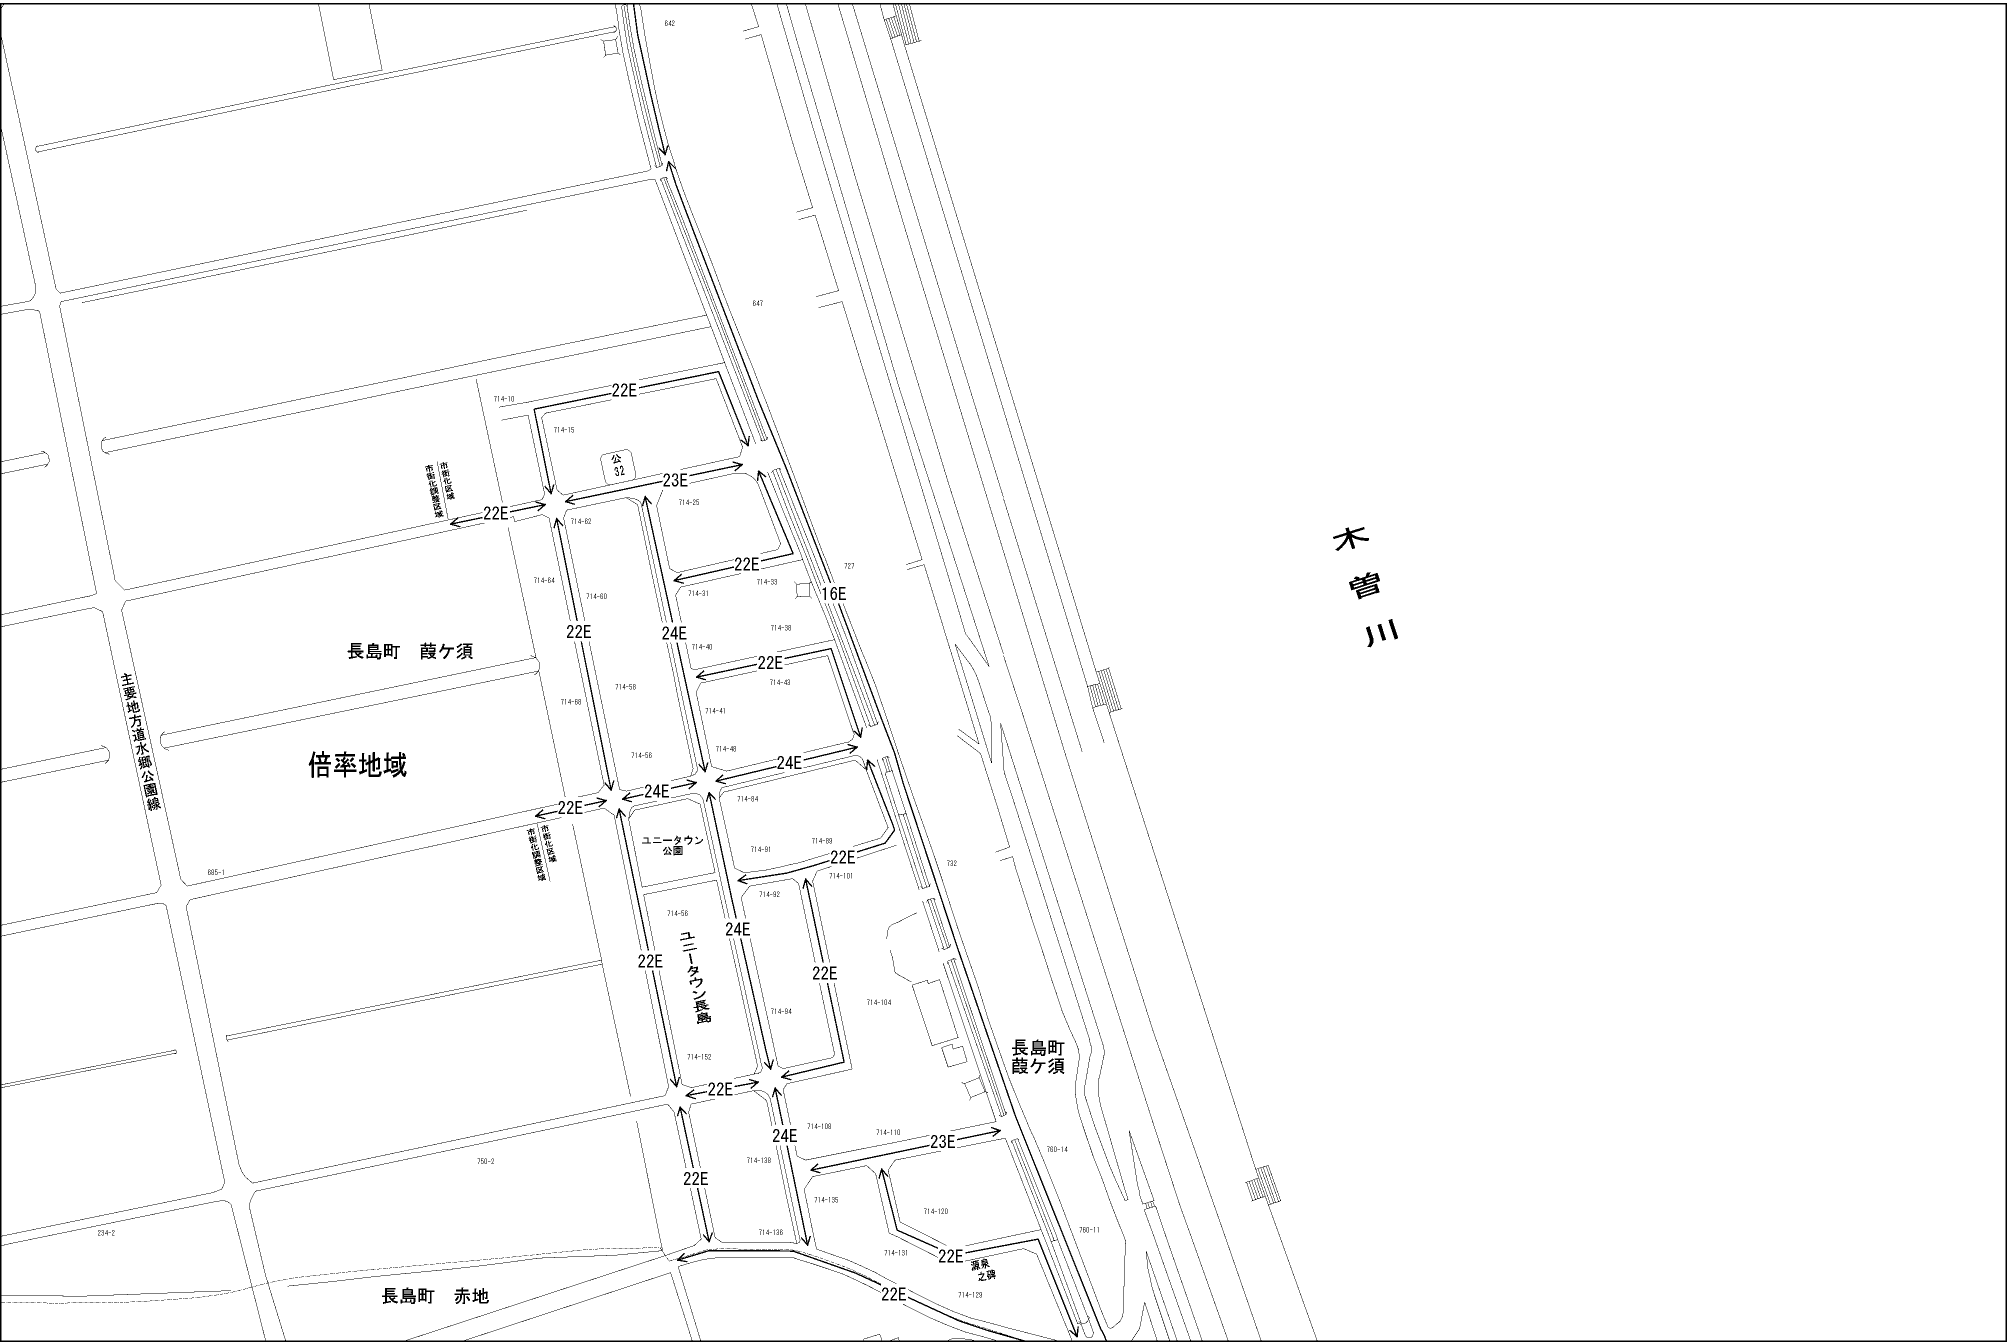 642
647
22E
714-10
714-15
公
32
市街化区域
市街化調整区域
23E
714-25
22E
714-62
727
22E
714-33
714-64
714-31
714-60
16E
木曽川
22E
24E
714-38
長島町　葭ケ須
714-40
22E
714-58
714-43
714-68
714-41
主要地方道水郷公園線
714-48
714-56
倍率地域
24E
24E
714-84
22E
市街化区域
市街化調整区域
ユニータウン
公園
714-89
714-91
22E
732
685-1
714-101
714-92
714-56
24E
ユニータウン長島
22E
22E
714-104
714-94
長島町
葭ケ須
714-152
22E
714-108
24E
714-110
23E
760-14
750-2
714-138
22E
714-135
714-120
234-2
714-136
760-11
714-131
22E
源泉
之碑
長島町　赤地
22E
714-129